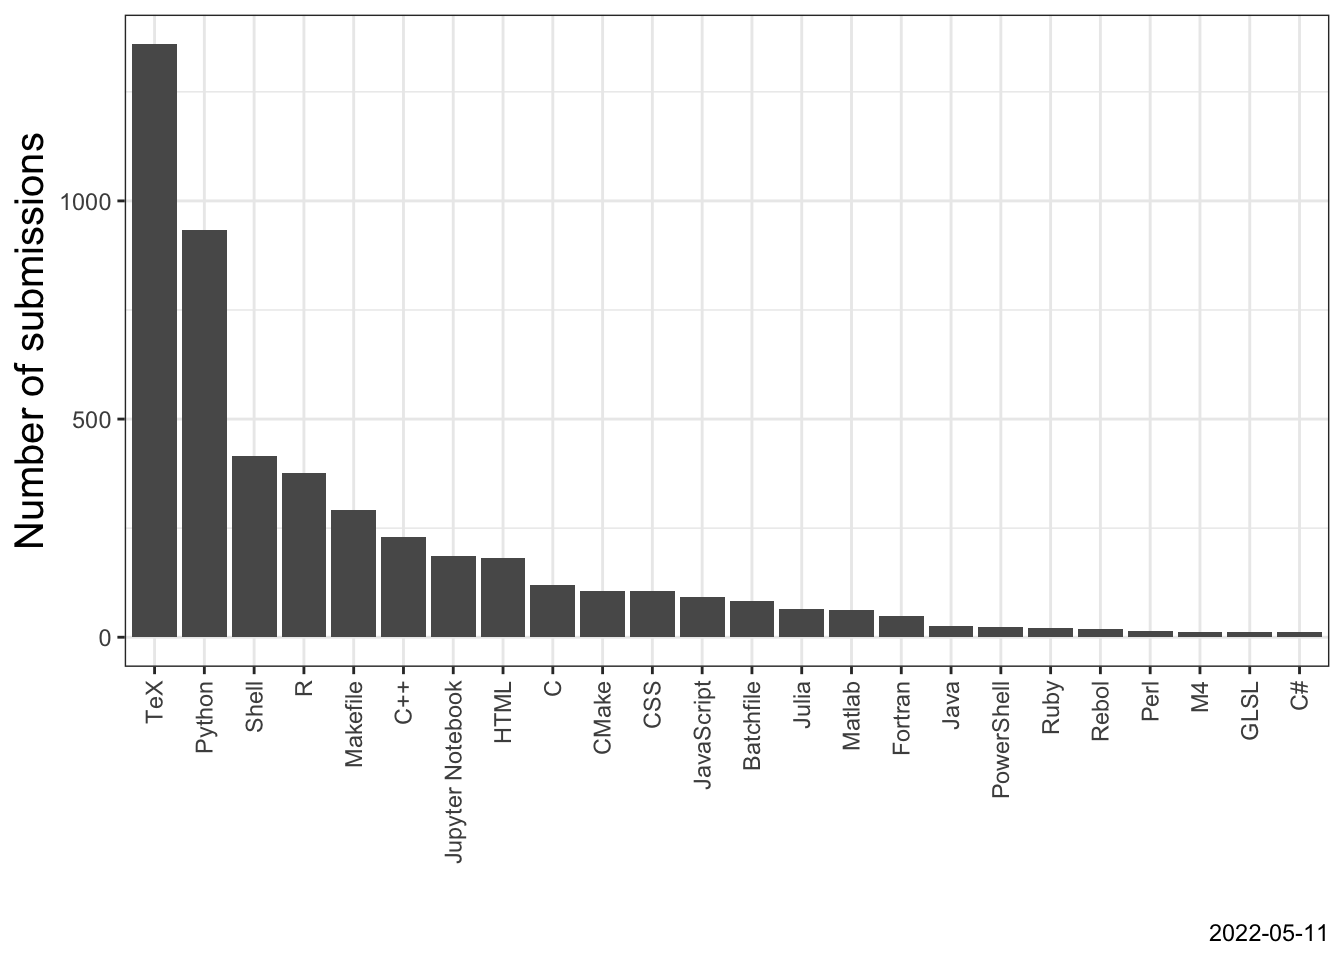 Number of submissions
1000
500
0
TeX
Python
Shell
R
Makefile
C++
Jupyter Notebook
HTML
C
CMake
CSS
JavaScript
Batchfile
Julia
Matlab
Fortran
Java
PowerShell
Ruby
Rebol
Perl
M4
GLSL
C#
2022-05-11